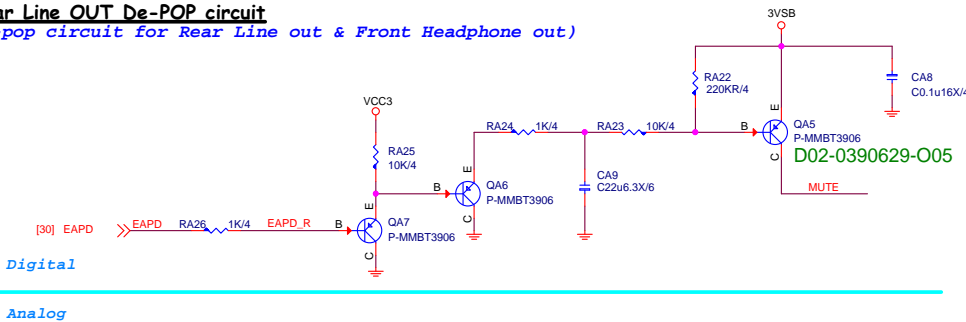 ar Line OUT De-POP circuit
pop circuit for Rear Line out & Front Headphone out)
3VSB
RA22
220KR/4
CA8
C0.1u16X/4
VCC3
E
RA24 1K/4 RA23 10K/4
B
QA5
P-MMBT3906
C
D02-0390629-O05
RA25
10K/4
E
B
QA6
P-MMBT3906
C
CA9
C22u6.3X/6
MUTE
E
[30] EAPD EAPD RA26 1K/4 EAPD_R B
QA7
P-MMBT3906
C
Digital
Analog